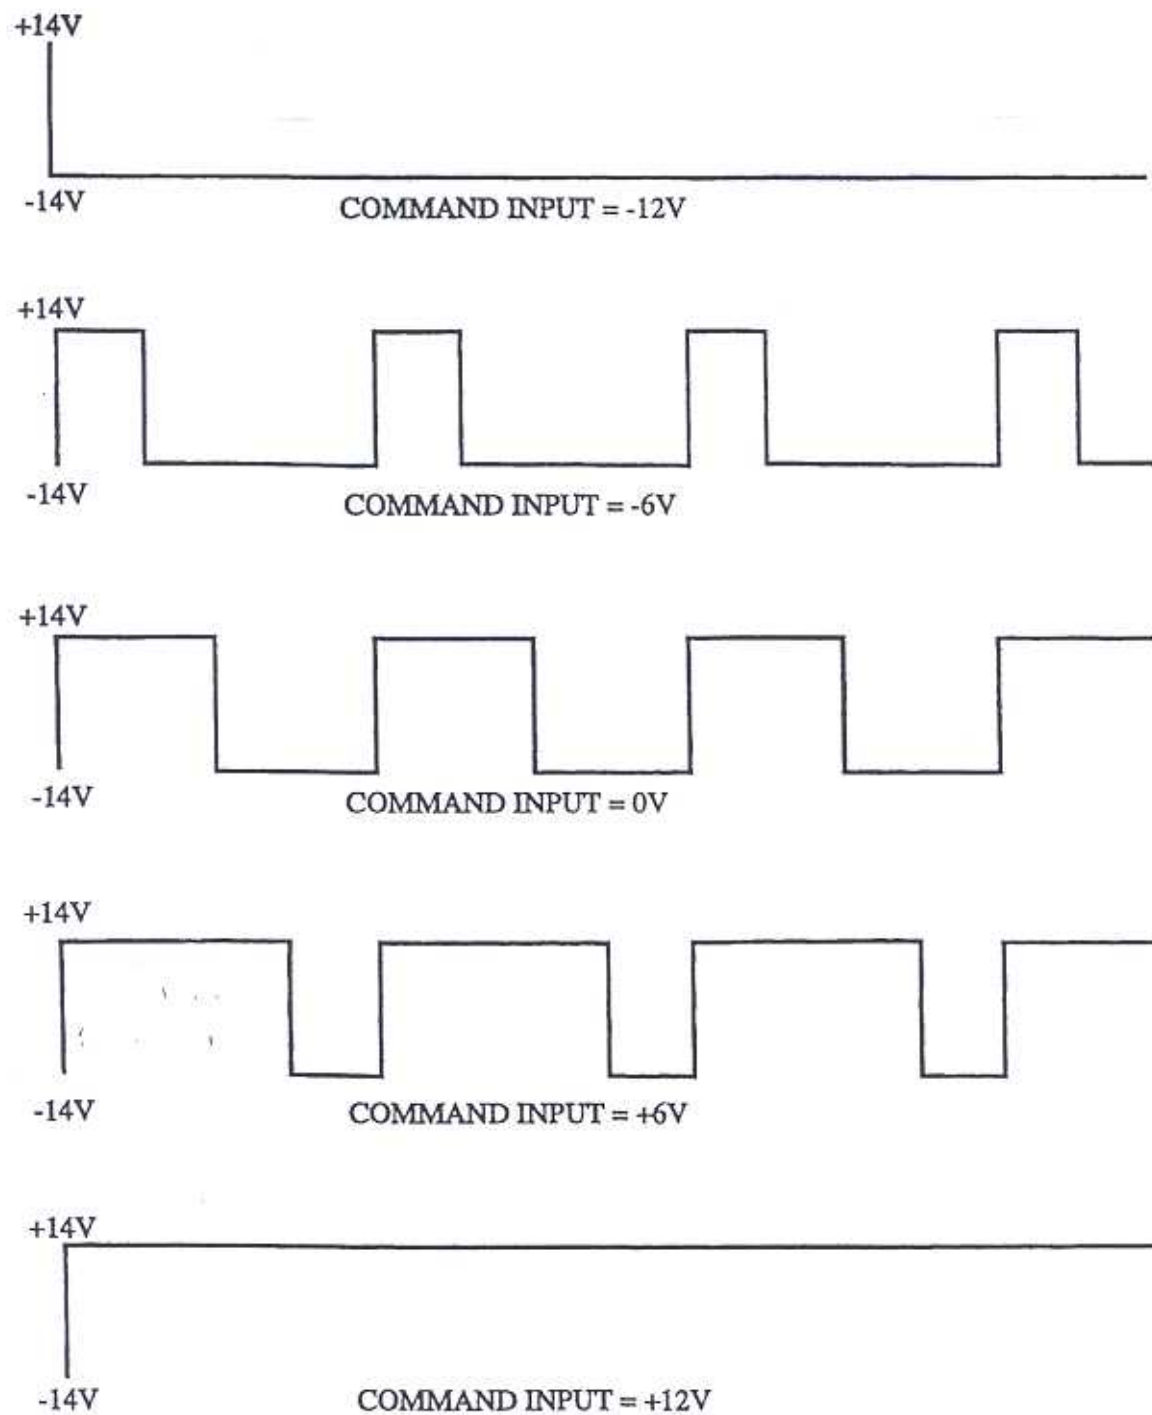 +14V
-14V
COMMAND INPUT = -12V
+14V
-14V
COMMAND INPUT = -6V
+14V
-14V
COMMAND INPUT = 0V
+14V
-14V
COMMAND INPUT = +6V
+14V
-14V
COMMAND INPUT = +12V